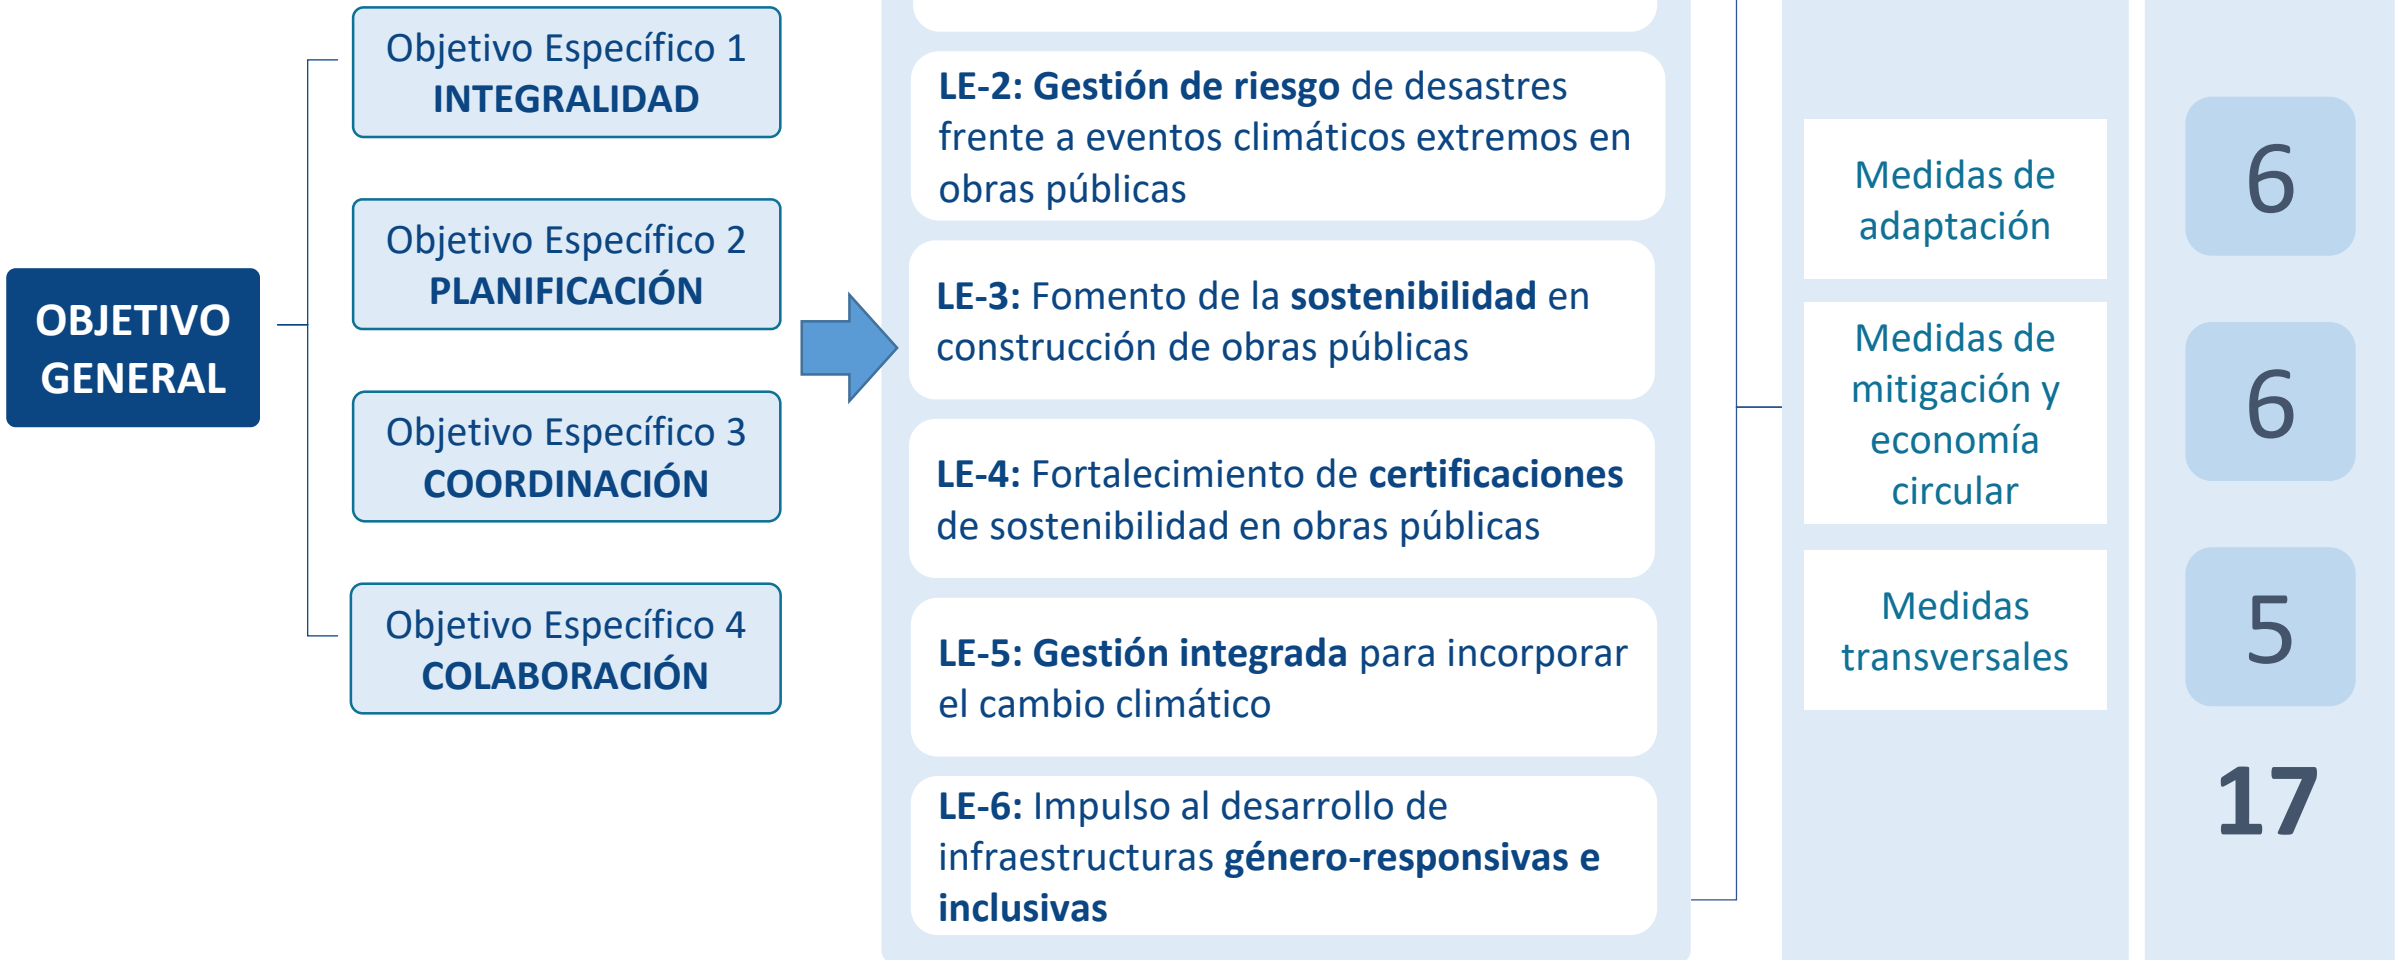 OBJETIVO
GENERAL
Objetivo Específico 1
INTEGRALIDAD
Objetivo Específico 2
PLANIFICACIÓN
Objetivo Específico 3
COORDINACIÓN
Objetivo Específico 4
COLABORACIÓN
LE-2: Gestión de riesgo de desastres
frente a eventos climáticos extremos en
obras públicas
LE-3: Fomento de la sostenibilidad en
construcción de obras públicas
LE-4: Fortalecimiento de certificaciones
de sostenibilidad en obras públicas
LE-5: Gestión integrada para incorporar
el cambio climático
LE-6: Impulso al desarrollo de
infraestructuras género-responsivas e
inclusivas
Medidas de
adaptación
6
Medidas de
mitigación y
economía
circular
6
Medidas
transversales
5
17